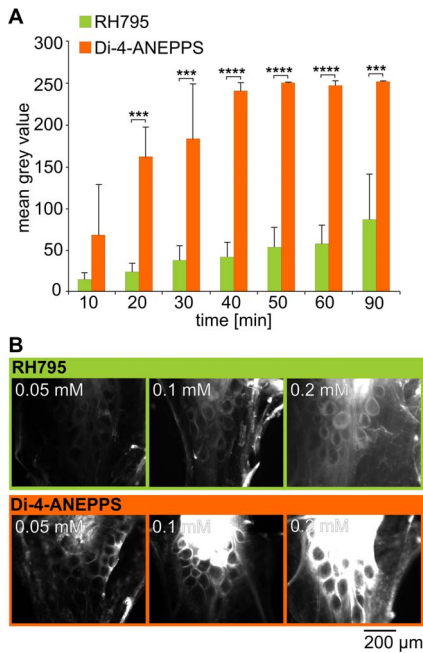 A
RH795
Di-4-ANEPPS
300
250
200
150
100
50
0
mean grey value
***
***
****
****
****
***
10 20 30 40 50 60 90
time [min]
B
RH795
0.05 mM 0.1 mM 0.2 mM
Di-4-ANEPPS
0.05 mM 0.1 mM 0.2 mM
200 µm